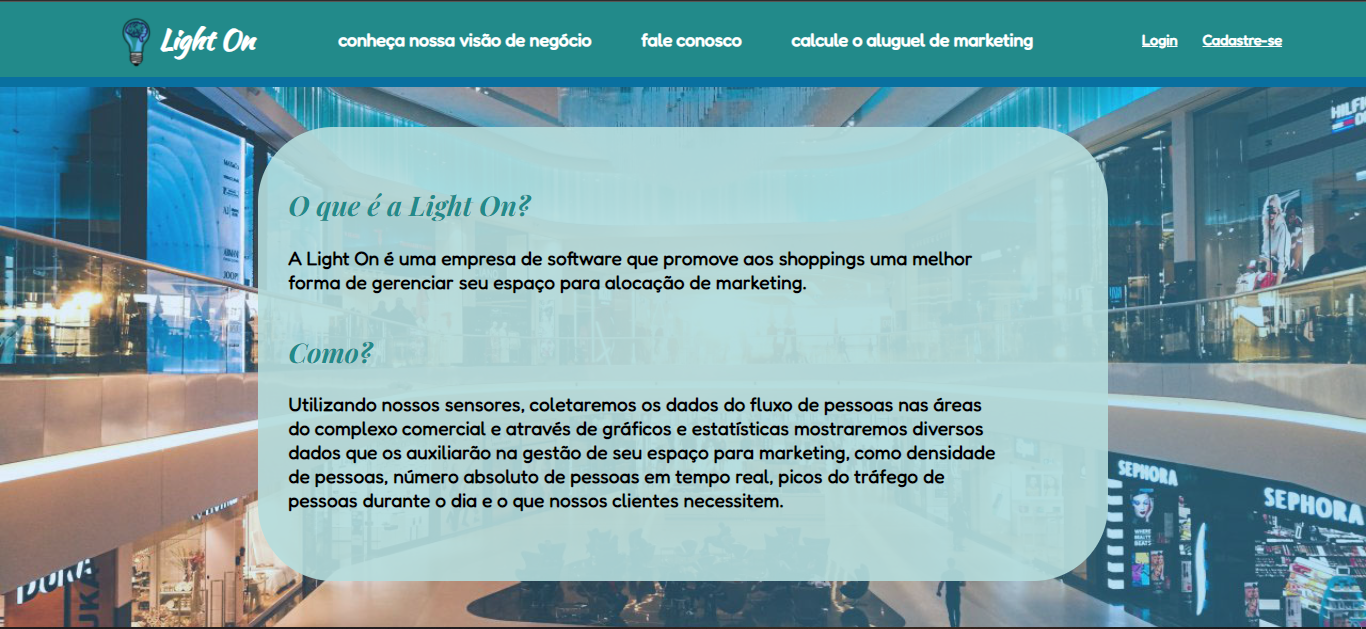 Light On
conheça nossa visão de negócio
fale conosco
calcule o aluguel de marketing
Login
Cadastre-se
O que é a Light On?
A Light On é uma empresa de software que promove aos shoppings uma melhor
forma de gerenciar seu espaço para alocação de marketing.
Como?
Utilizando nossos sensores, coletaremos os dados do fluxo de pessoas nas áreas
do complexo comercial e através de gráficos e estatísticas mostraremos diversos
dados que os auxiliarão na gestão de seu espaço para marketing, como densidade
de pessoas, número absoluto de pessoas em tempo real, picos do tráfego de
pessoas durante o dia e o que nossos clientes necessitem.
SEPHORA
SEPHORA